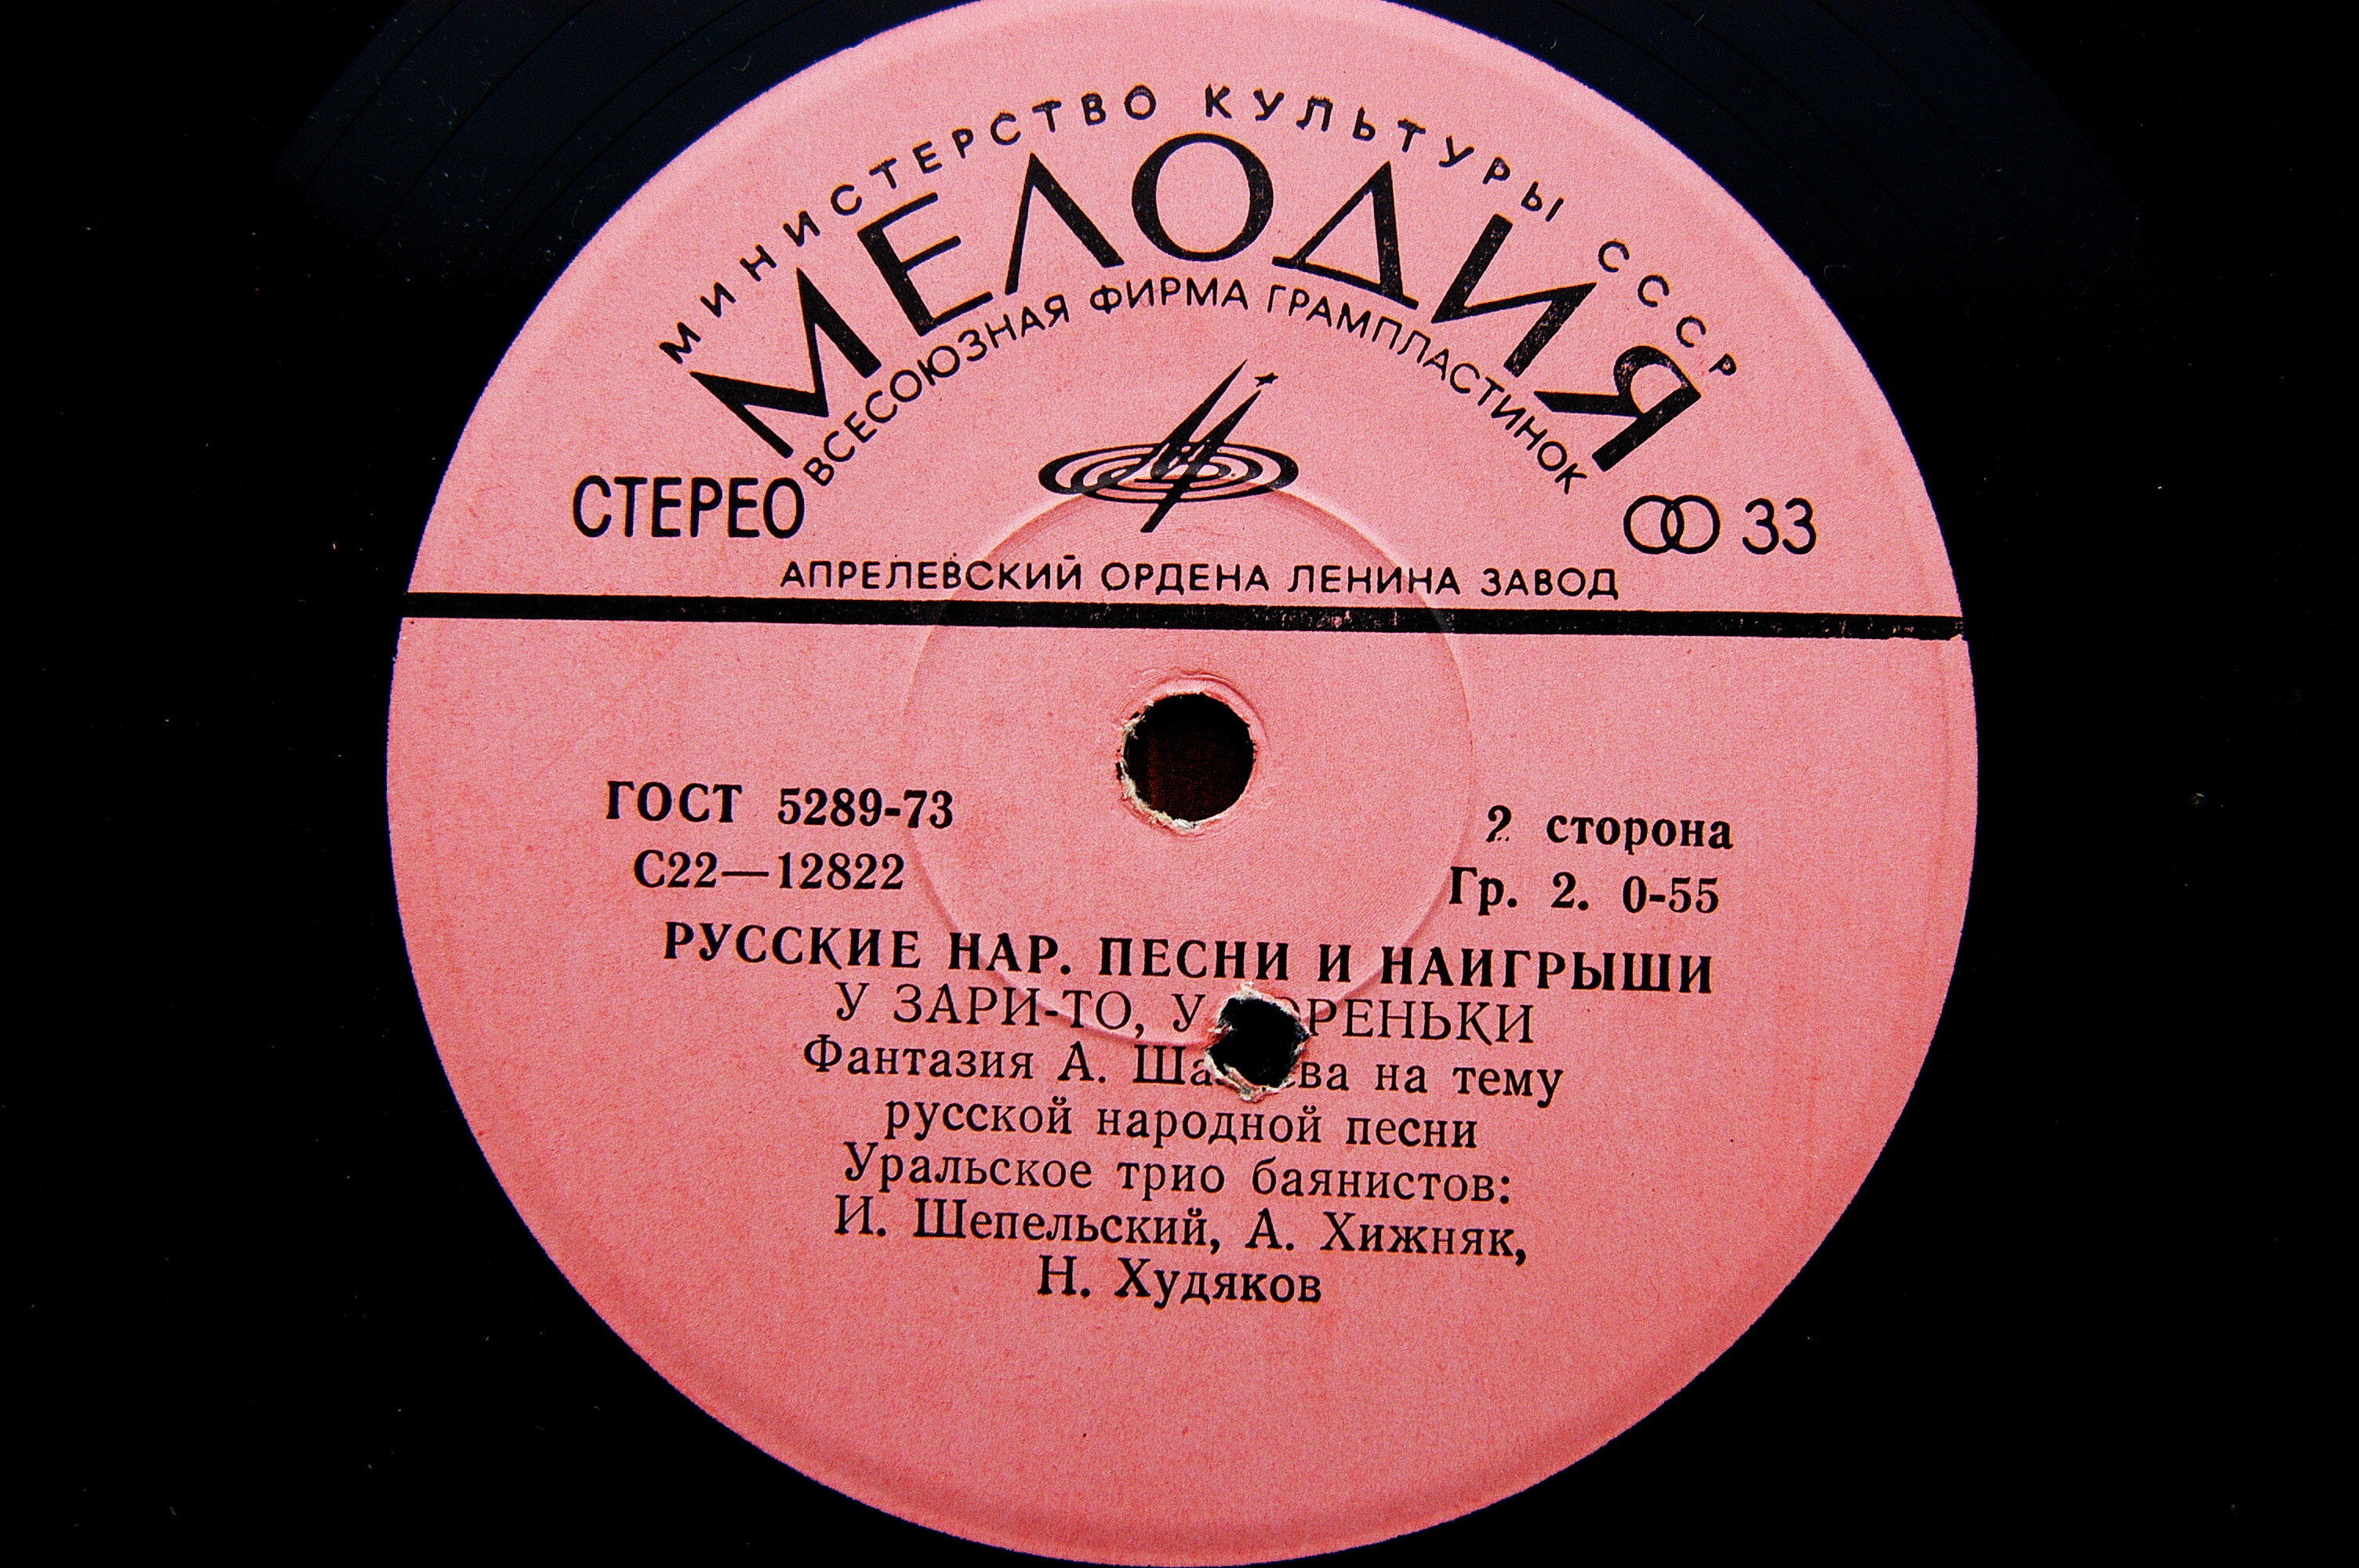 МИНИСТЕРСТВО КУЛЬТУРЫ СССР
МЕЛОДИЯ
ВСЕСОЮЗНАЯ ФИРМА ГРАМПЛАСТИНОК
СТЕРЕО 33
АПРЕЛЕВСКИЙ ОРДЕНА ЛЕНИНА ЗАВОД
ГОСТ 5289-73 2 сторона
С22—12822 Гр. 2. 0-55
РУССКИЕ НАР. ПЕСНИ И НАИГРЫШИ
У ЗАРИ-ТО, У
Фантазия А. на тему
русской народной песни
Уральское трио баянистов:
И. Шепельский, А. Хижняк,
Н. Худяков